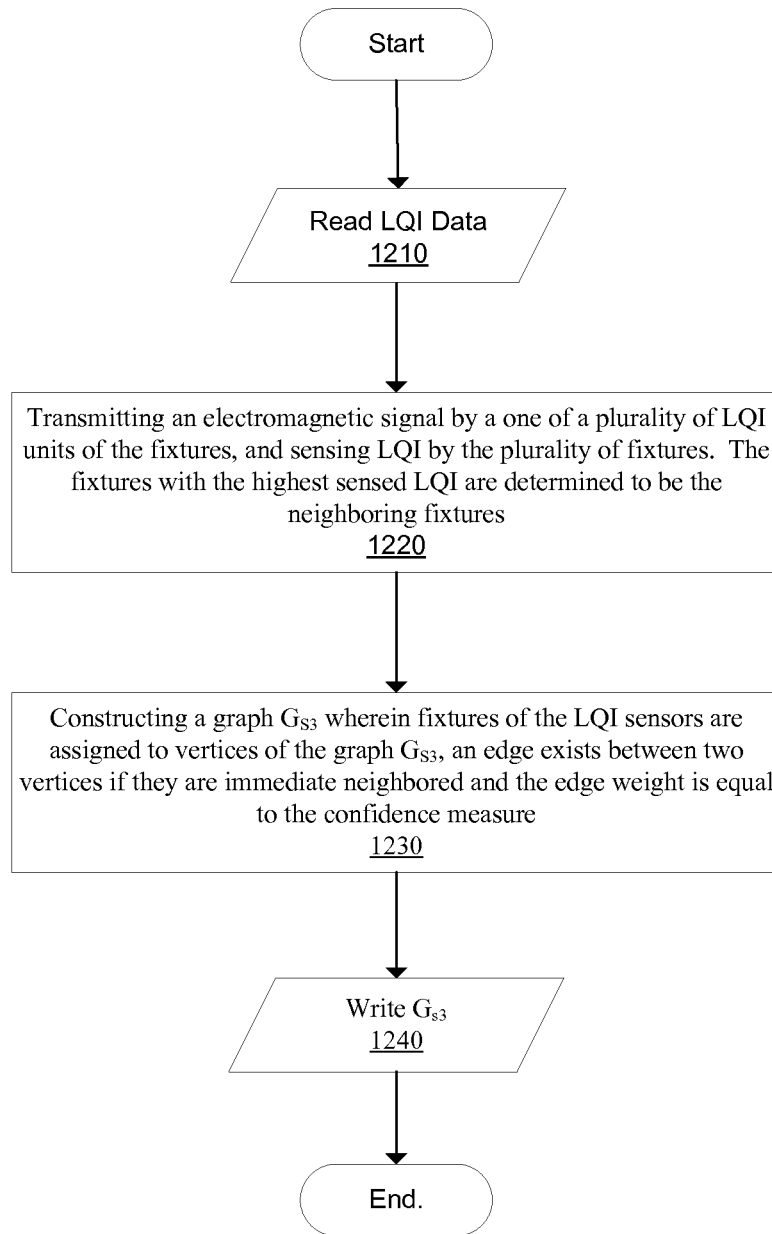 Start
Read LQI Data
1210
Transmitting an electromagnetic signal by a one of a plurality of LQI
units of the fixtures, and sensing LQI by the plurality of fixtures. The
fixtures with the highest sensed LQI are determined to be the
neighboring fixtures
1220
Constructing a graph GS3 wherein fixtures of the LQI sensors are
assigned to vertices of the graph GS3, an edge exists between two
vertices if they are immediate neighbored and the edge weight is equal
to the confidence measure
1230
Write Gs3
1240
End.